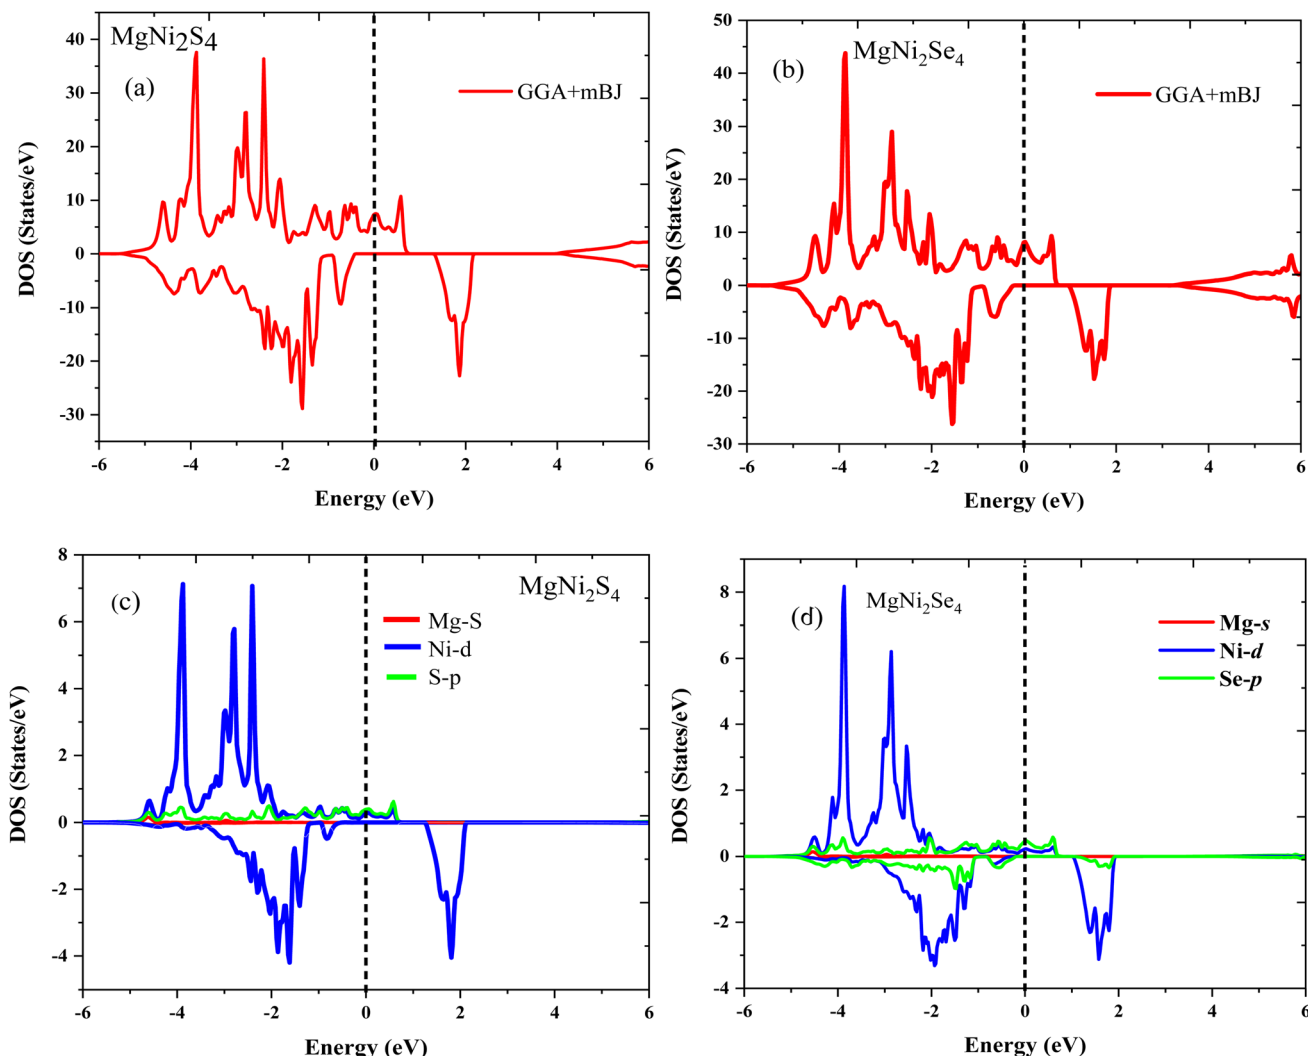 MgNi2S4
(a)
GGA+mBJ
DOS (States/eV)
40
30
20
10
0
-10
-20
-30
-6
-4
-2
0
2
4
6
Energy (eV)
MgNi2Se4
(b)
GGA+mBJ
DOS (States/eV)
50
40
30
20
10
0
-10
-20
-30
-6
-4
-2
0
2
4
6
Energy (eV)
MgNi2S4
(c)
Mg-S
Ni-d
S-p
DOS (States/eV)
8
6
4
2
0
-2
-4
-6
-4
-2
0
2
4
6
Energy (eV)
MgNi2Se4
(d)
Mg-s
Ni-d
Se-p
DOS (States/eV)
8
6
4
2
0
-2
-4
-6
-4
-2
0
2
4
6
Energy (eV)